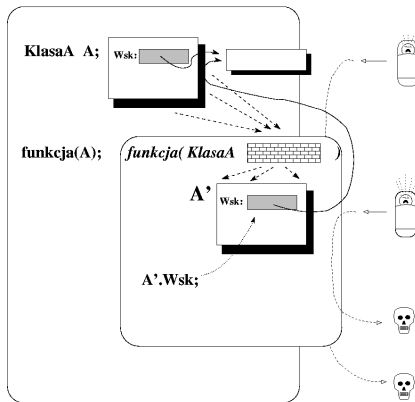 KlasaA A;
Wsk:
funkcja(A);
funkcja( KlasaA )
A'
Wsk:
A'.Wsk;